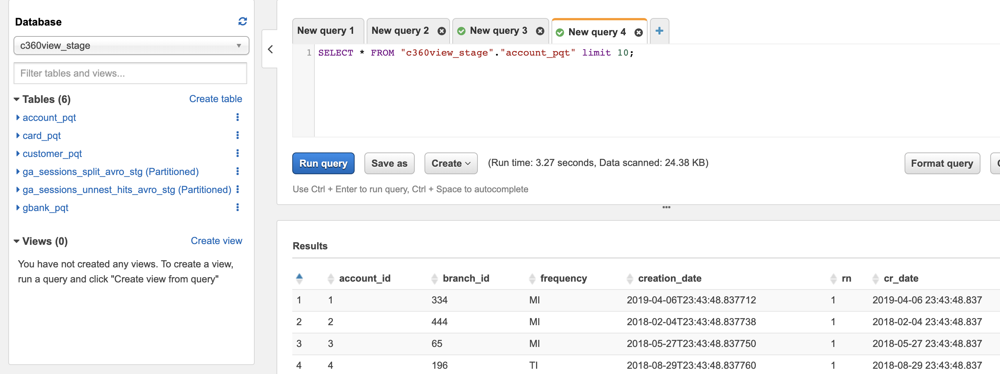 Database
c360view_stage
Filter tables and views...
Tables (6) Create table
account_pqt
card_pqt
customer_pqt
ga_sessions_split_avro_stg (Partitioned)
ga_sessions_unnest_hits_avro_stg (Partitioned)
gbank_pqt
Views (0) Create view
You have not created any views. To create a view,
run a query and click "Create view from query"
New query 1 New query 2 New query 3 New query 4
1 SELECT * FROM "c360view_stage"."account_pqt" limit 10;
Run query Save as Create (Run time: 3.27 seconds, Data scanned: 24.38 KB) Format query
Use Ctrl + Enter to run query, Ctrl + Space to autocomplete
Results
account_id branch_id frequency creation_date rn cr_date
1 1 334 MI 2019-04-06T23:43:48.837712 1 2019-04-06 23:43:48.837
2 2 444 MI 2018-02-04T23:43:48.837738 1 2018-02-04 23:43:48.837
3 3 65 MI 2018-05-27T23:43:48.837750 1 2018-05-27 23:43:48.837
4 4 196 TI 2018-08-29T23:43:48.837760 1 2018-08-29 23:43:48.837